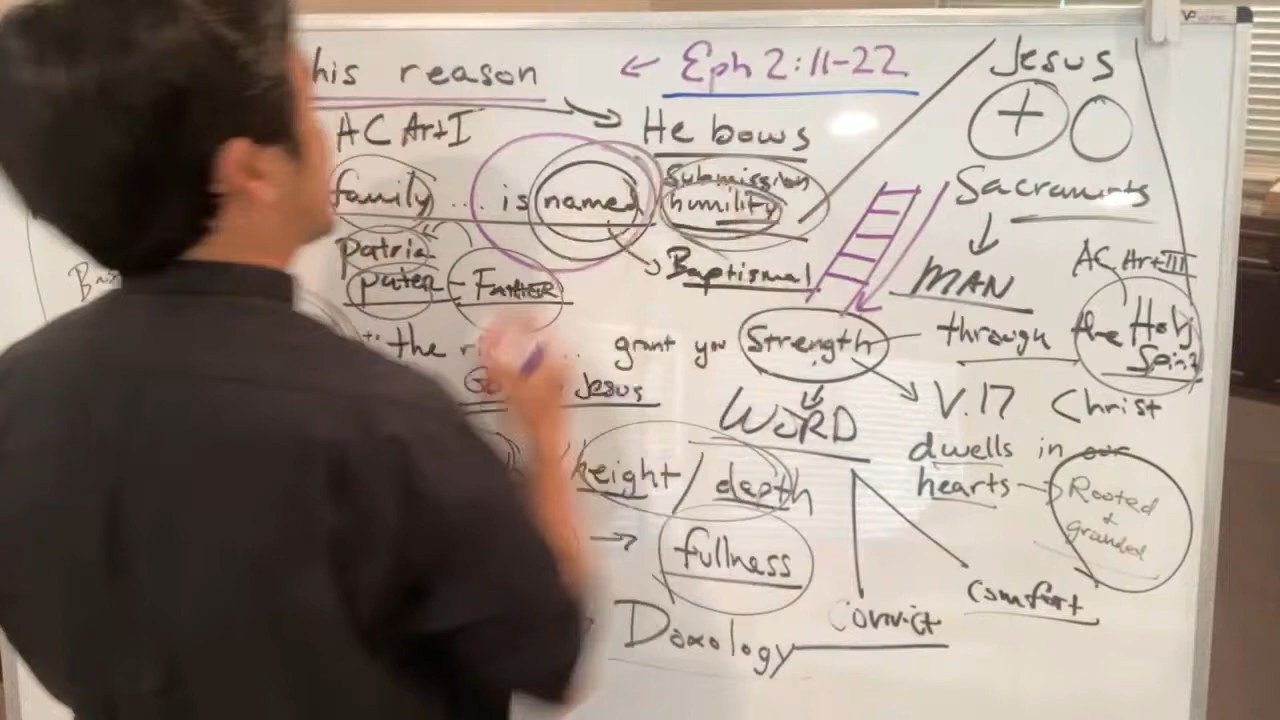 his reason ← Eph 2:11-22 Jesus
AC Art I He bows
family ... is named Submission Sacraments
humility
patria Baptismal MAN AC Art III
pater - FATHER
the ... grant you Strength through the Holy Spirit
Jesus WORD V.17 Christ
height / depth dwells in our
hearts → Rooted
+
grounded
→ fullness
Convict comfort
Doxology